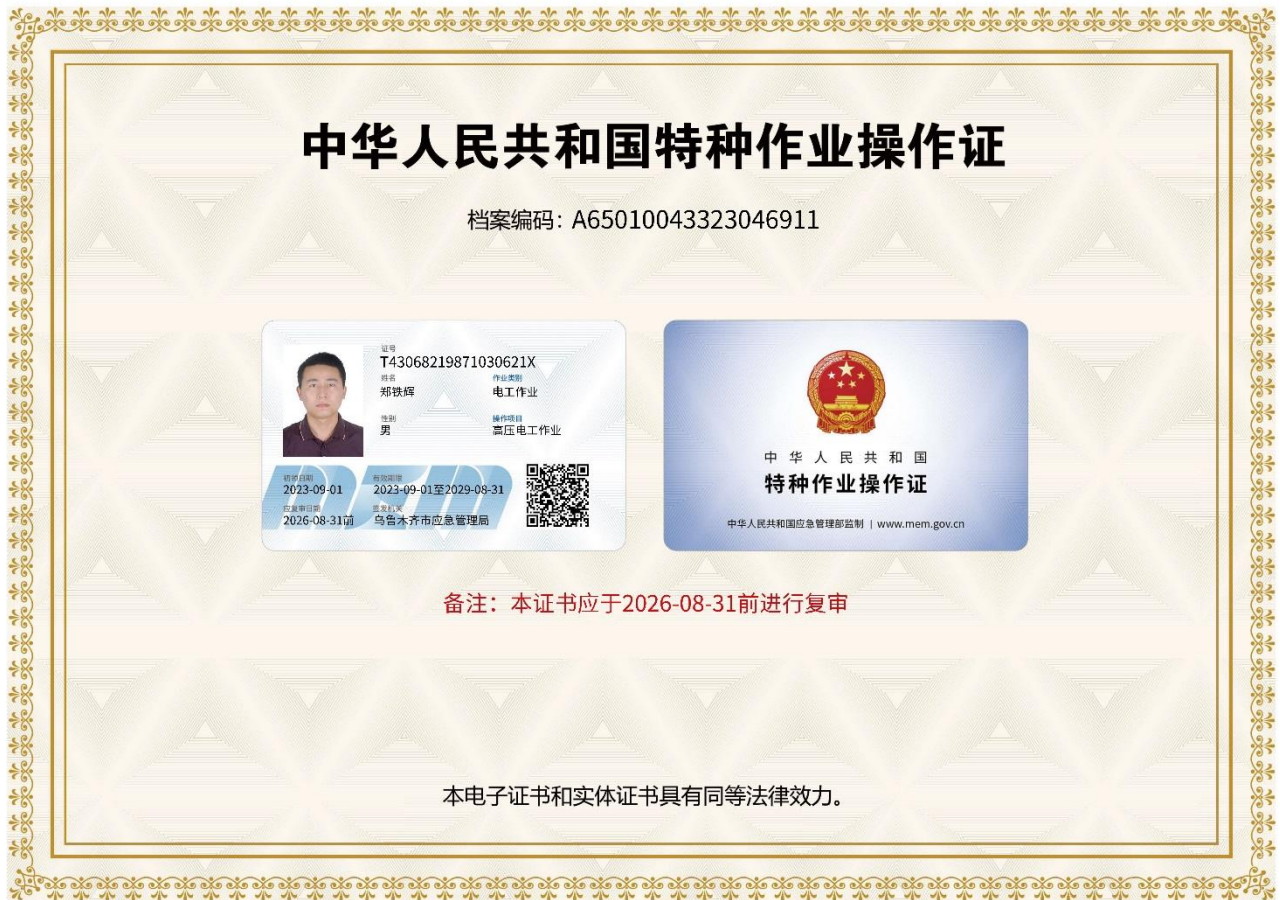 中华人民共和国特种作业操作证
档案编码：A65010043323046911
证号
T43068219871030621X
姓名
作业类别
郑铁辉
电工作业
性别
操作项目
男
高压电工作业
初领日期
有效期限
2023-09-01
2023-09-01至2029-08-31
应复审日期
签发机关
2026-08-31前
乌鲁木齐市应急管理局
中华人民共和国
特种作业操作证
中华人民共和国应急管理部监制 | www.mem.gov.cn
备注：本证书应于2026-08-31前进行复审
本电子证书和实体证书具有同等法律效力。